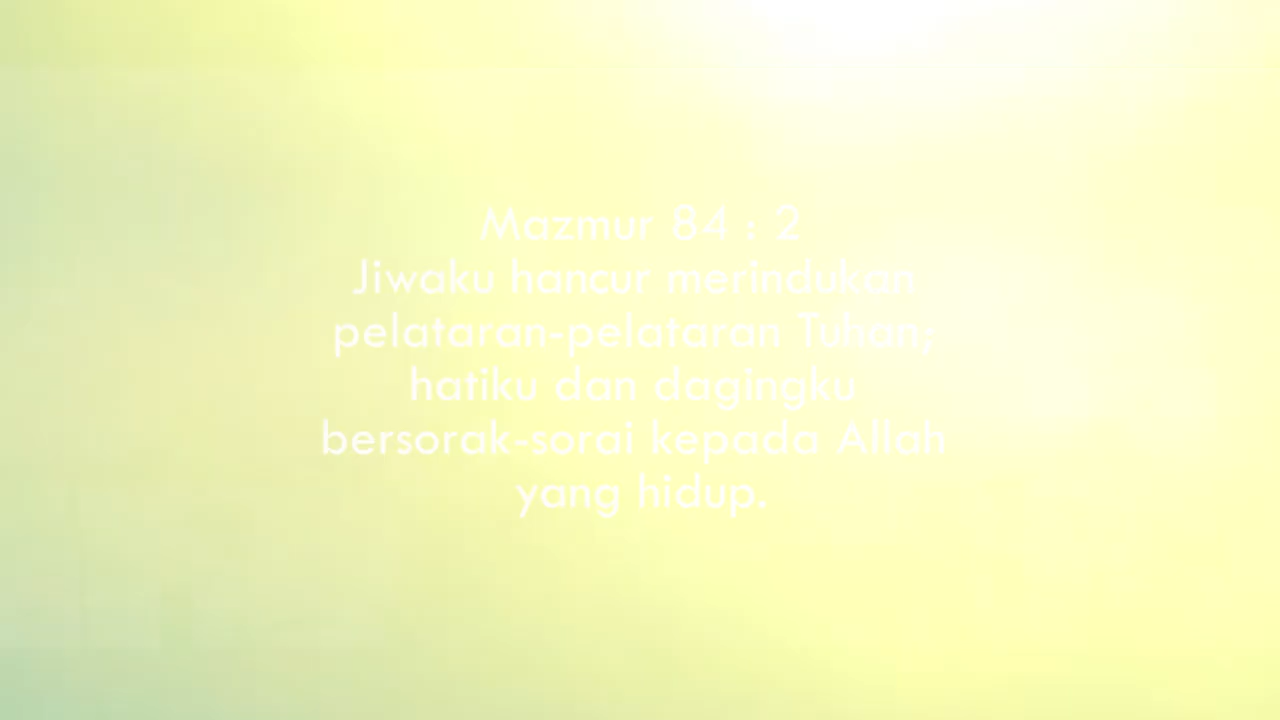 Mazmur 84 : 2
Jiwaku hancur merindukan
pelataran-pelataran Tuhan;
hatiku dan dagingku
bersorak-sorai kepada Allah
yang hidup.